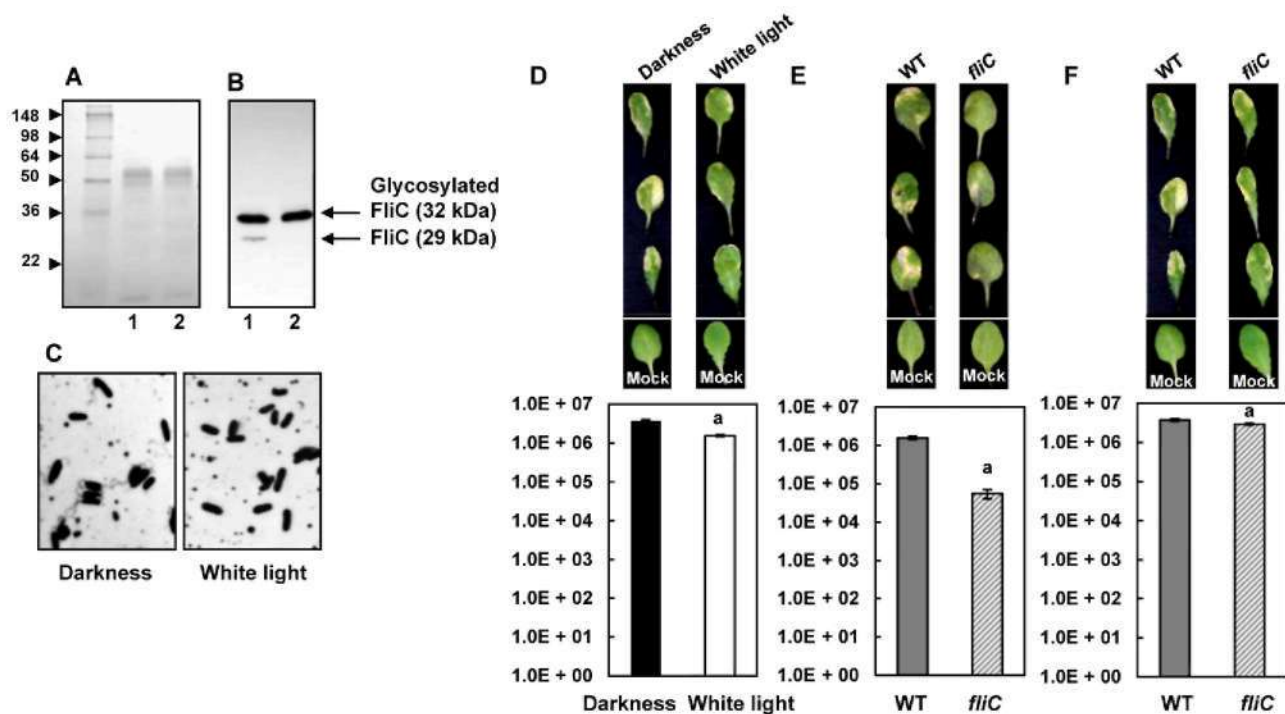 A
148
98
64
50
36
22
1 2
B
Glycosylated
FliC (32 kDa)
FliC (29 kDa)
1 2
C
Darkness White light
D
Darkness White light
Mock Mock
1.0E + 07
1.0E + 06
1.0E + 05
1.0E + 04
1.0E + 03
1.0E + 02
1.0E + 01
1.0E + 00
a
Darkness White light
E
WT fliC
Mock Mock
1.0E + 07
1.0E + 06
1.0E + 05
1.0E + 04
1.0E + 03
1.0E + 02
1.0E + 01
1.0E + 00
a
WT fliC
F
WT fliC
Mock Mock
1.0E + 07
1.0E + 06
1.0E + 05
1.0E + 04
1.0E + 03
1.0E + 02
1.0E + 01
1.0E + 00
a
WT fliC